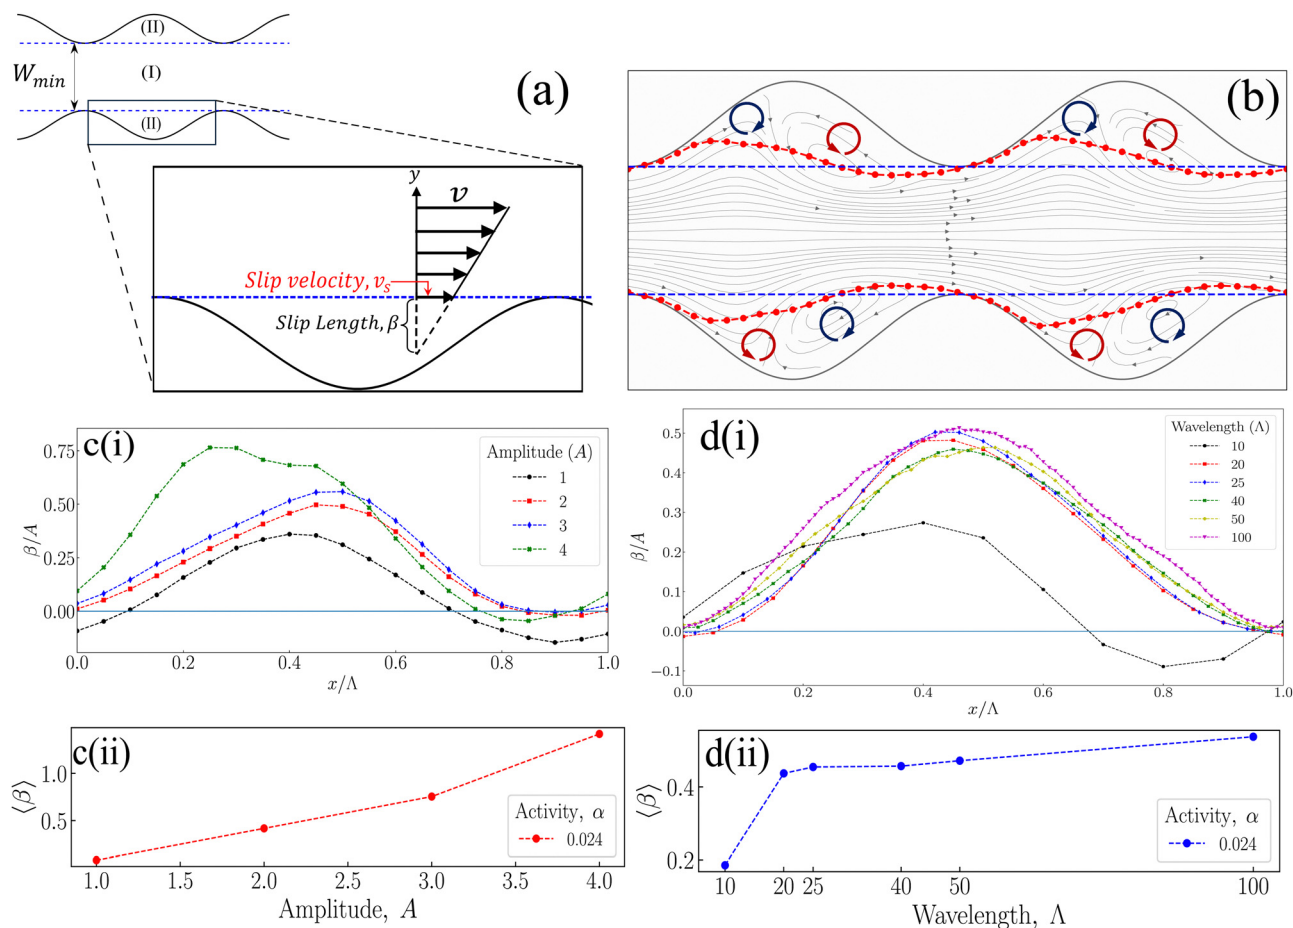 (II)
W_min
(I)
(II)
(a)
y
v
Slip velocity, v_s
Slip Length, β
(b)
c(i)
0.75
0.50
0.25
0.00
β/A
Amplitude (A)
1
2
3
4
0.0 0.2 0.4 0.6 0.8 1.0
x/Λ
d(i)
0.5
0.4
0.3
0.2
0.1
0.0
−0.1
β/A
Wavelength (Λ)
10
20
25
40
50
100
0.0 0.2 0.4 0.6 0.8 1.0
x/Λ
c(ii)
1.0
0.5
⟨β⟩
Activity, α
0.024
1.0 1.5 2.0 2.5 3.0 3.5 4.0
Amplitude, A
d(ii)
0.4
0.2
⟨β⟩
Activity, α
0.024
10 20 25 40 50 100
Wavelength, Λ